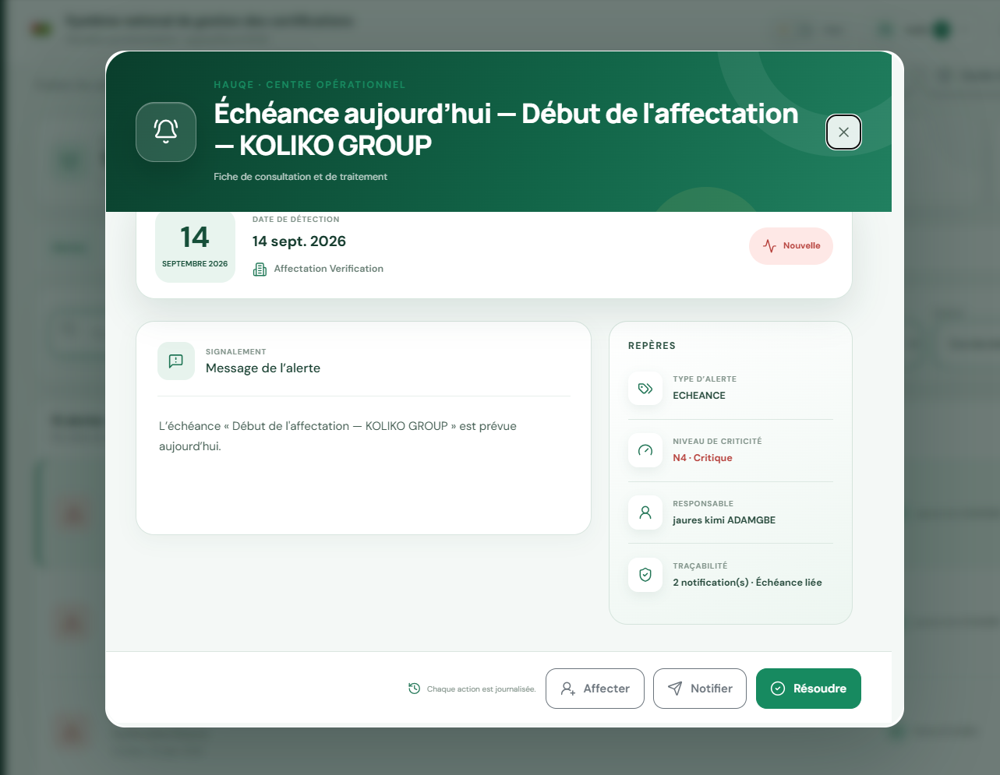 HAUQE · CENTRE OPÉRATIONNEL
Échéance aujourd’hui — Début de l'affectation
— KOLIKO GROUP
Fiche de consultation et de traitement
14
SEPTEMBRE 2026
DATE DE DÉTECTION
14 sept. 2026
Affectation Verification
Nouvelle
SIGNALEMENT
Message de l’alerte
L’échéance « Début de l'affectation — KOLIKO GROUP » est prévue
aujourd’hui.
REPÈRES
TYPE D’ALERTE
ECHEANCE
NIVEAU DE CRITICITÉ
N4 · Critique
RESPONSABLE
jaures kimi ADAMGBE
TRAÇABILITÉ
2 notification(s) · Échéance liée
Chaque action est journalisée.
Affecter
Notifier
Résoudre